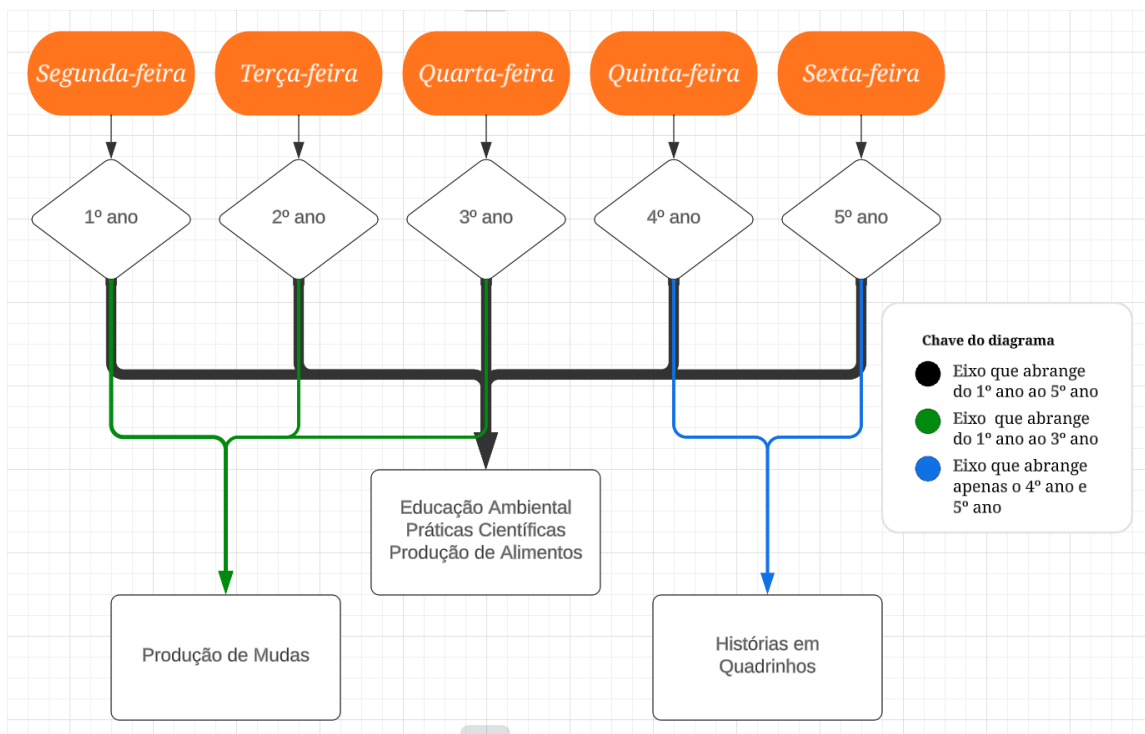 Segunda-feira
Terça-feira
Quarta-feira
Quinta-feira
Sexta-feira
1º ano
2º ano
3º ano
4º ano
5º ano
Chave do diagrama
Eixo que abrange
do 1º ano ao 5º ano
Eixo que abrange
do 1º ano ao 3º ano
Eixo que abrange
apenas o 4º ano e
5º ano
Educação Ambiental
Práticas Científicas
Produção de Alimentos
Produção de Mudas
Histórias em
Quadrinhos